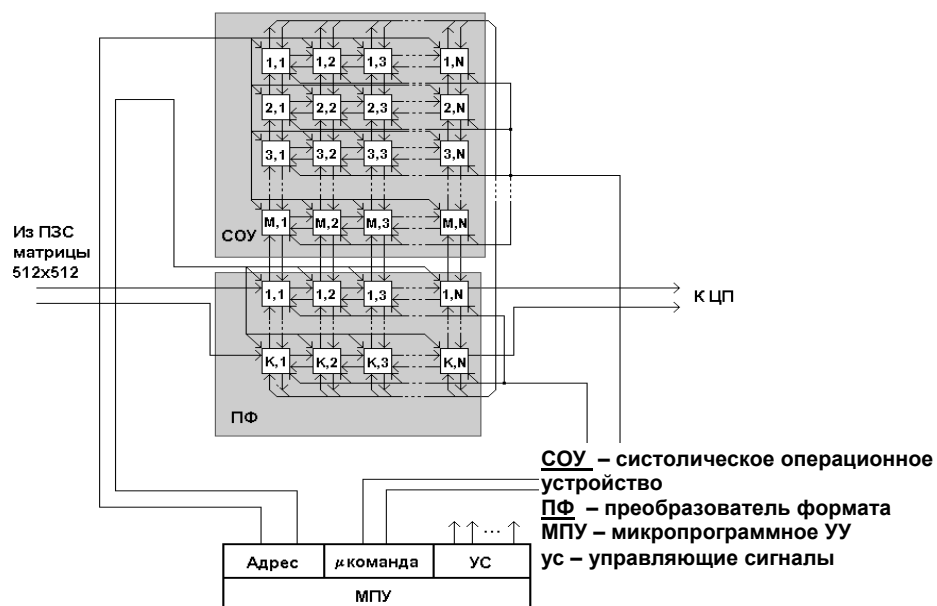 1,1 1,2 1,3 1,N
2,1 2,2 2,3 2,N
3,1 3,2 3,3 3,N
М,1 М,2 М,3 М,N
СОУ
Из ПЗС
матрицы
512х512
1,1 1,2 1,3 1,N
К ЦП
К,1 К,2 К,3 К,N
ПФ
СОУ – систолическое операционное
устройство
ПФ – преобразователь формата
МПУ – микропрограммное УУ
ус – управляющие сигналы
...
Адрес μкоманда УС
МПУ